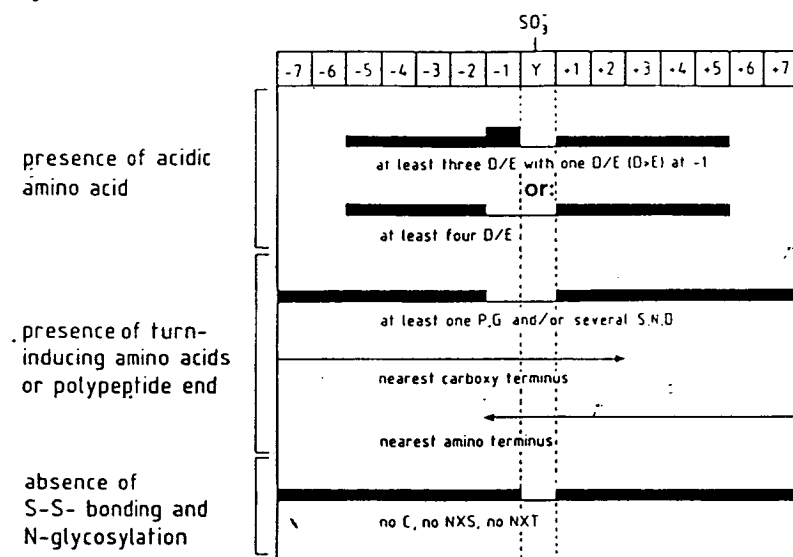 SO₃⁻
-7 -6 -5 -4 -3 -2 -1 Y +1 +2 +3 +4 +5 +6 +7
presence of acidic
amino acid
at least three D/E with one D/E (D>E) at -1
or:
at least four D/E
presence of turn-
inducing amino acids
or polypeptide end
at least one P,G and/or several S,N,D
nearest carboxy terminus
nearest amino terminus
absence of
S-S- bonding and
N-glycosylation
no C, no NXS, no NXT